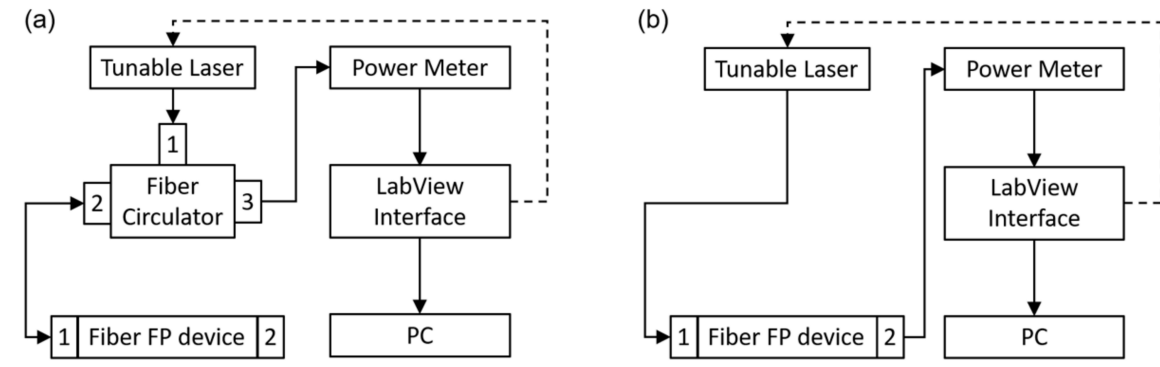 (a)
Tunable Laser
Power Meter
1
2
Fiber
Circulator
3
LabView
Interface
1
Fiber FP device
2
PC
(b)
Tunable Laser
Power Meter
LabView
Interface
1
Fiber FP device
2
PC